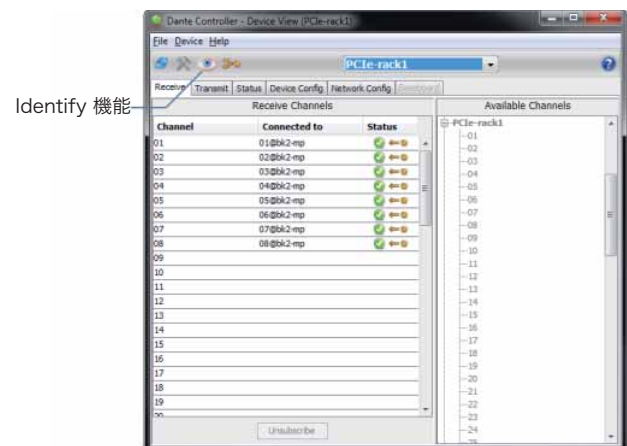 Dante Controller - Device View (PCIe-rack1)
File Device Help
PCIe-rack1
Identify 機能
Receive Transmit Status Device Config Network Config
Receive Channels
Available Channels
Channel Connected to Status
PCIe-rack1
01 01@bk2-mp
02 02@bk2-mp
03 03@bk2-mp
04 04@bk2-mp
05 05@bk2-mp
06 06@bk2-mp
07 07@bk2-mp
08 08@bk2-mp
09
10
11
12
13
14
15
16
17
18
19
01
02
03
04
05
06
07
08
09
10
11
12
13
14
15
16
17
18
19
20
21
22
23
24
Unsubscribe